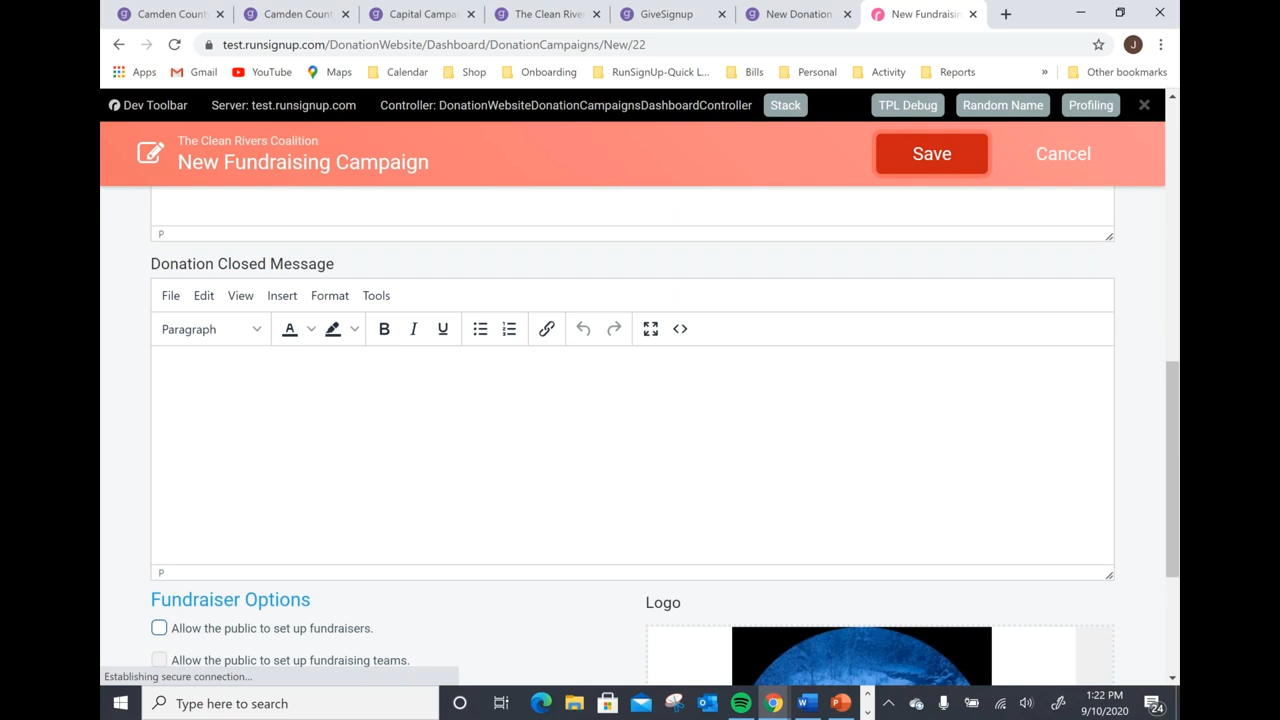 Camden Count
Camden Count
Capital Campa
The Clean Rive
GiveSignup
New Donation
New Fundraisin
test.runsignup.com/DonationWebsite/Dashboard/DonationCampaigns/New/22
J
Apps
Gmail
YouTube
Maps
Calendar
Shop
Onboarding
RunSignUp-Quick L...
Bills
Personal
Activity
Reports
»
Other bookmarks
Dev Toolbar
Server: test.runsignup.com
Controller: DonationWebsiteDonationCampaignsDashboardController
Stack
TPL Debug
Random Name
Profiling
The Clean Rivers Coalition
New Fundraising Campaign
Save
Cancel
P
Donation Closed Message
File Edit View Insert Format Tools
Paragraph
A
B I U
P
Fundraiser Options
Logo
Allow the public to set up fundraisers.
Allow the public to set up fundraising teams.
Establishing secure connection...
Type here to search
1:22 PM
9/10/2020
24